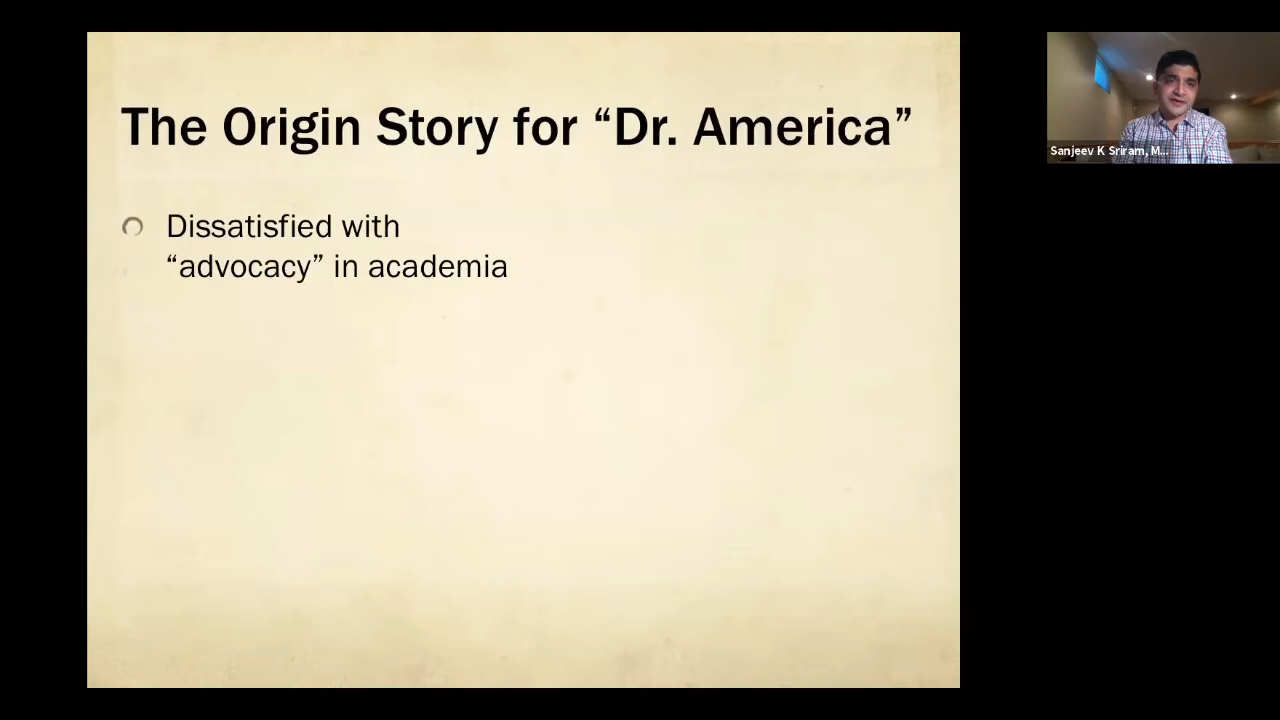 The Origin Story for “Dr. America”
Dissatisfied with
“advocacy” in academia
Sanjeev K Sriram, M...